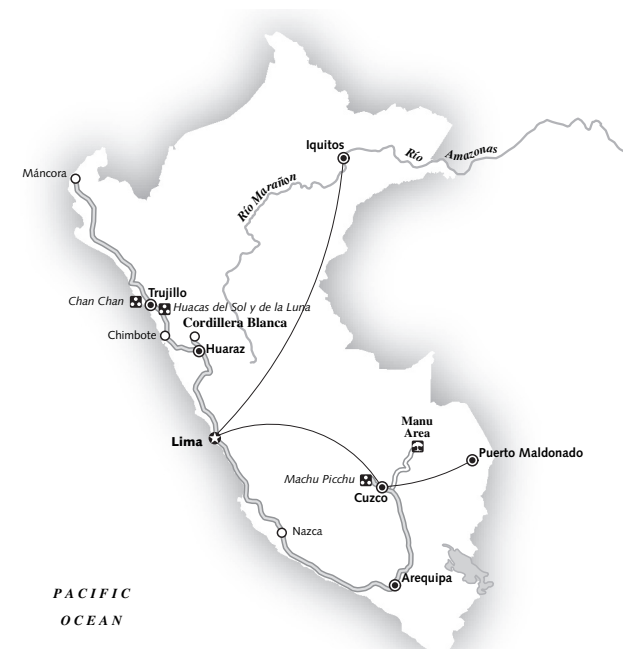 Iquitos
Río Amazonas
Máncora
Río Marañon
Chan Chan
Trujillo
Huacas del Sol y de la Luna
Cordillera Blanca
Chimbote
Huaraz
Manu
Area
Lima
Puerto Maldonado
Machu Picchu
Cuzco
Nazca
Arequipa
PACIFIC
OCEAN